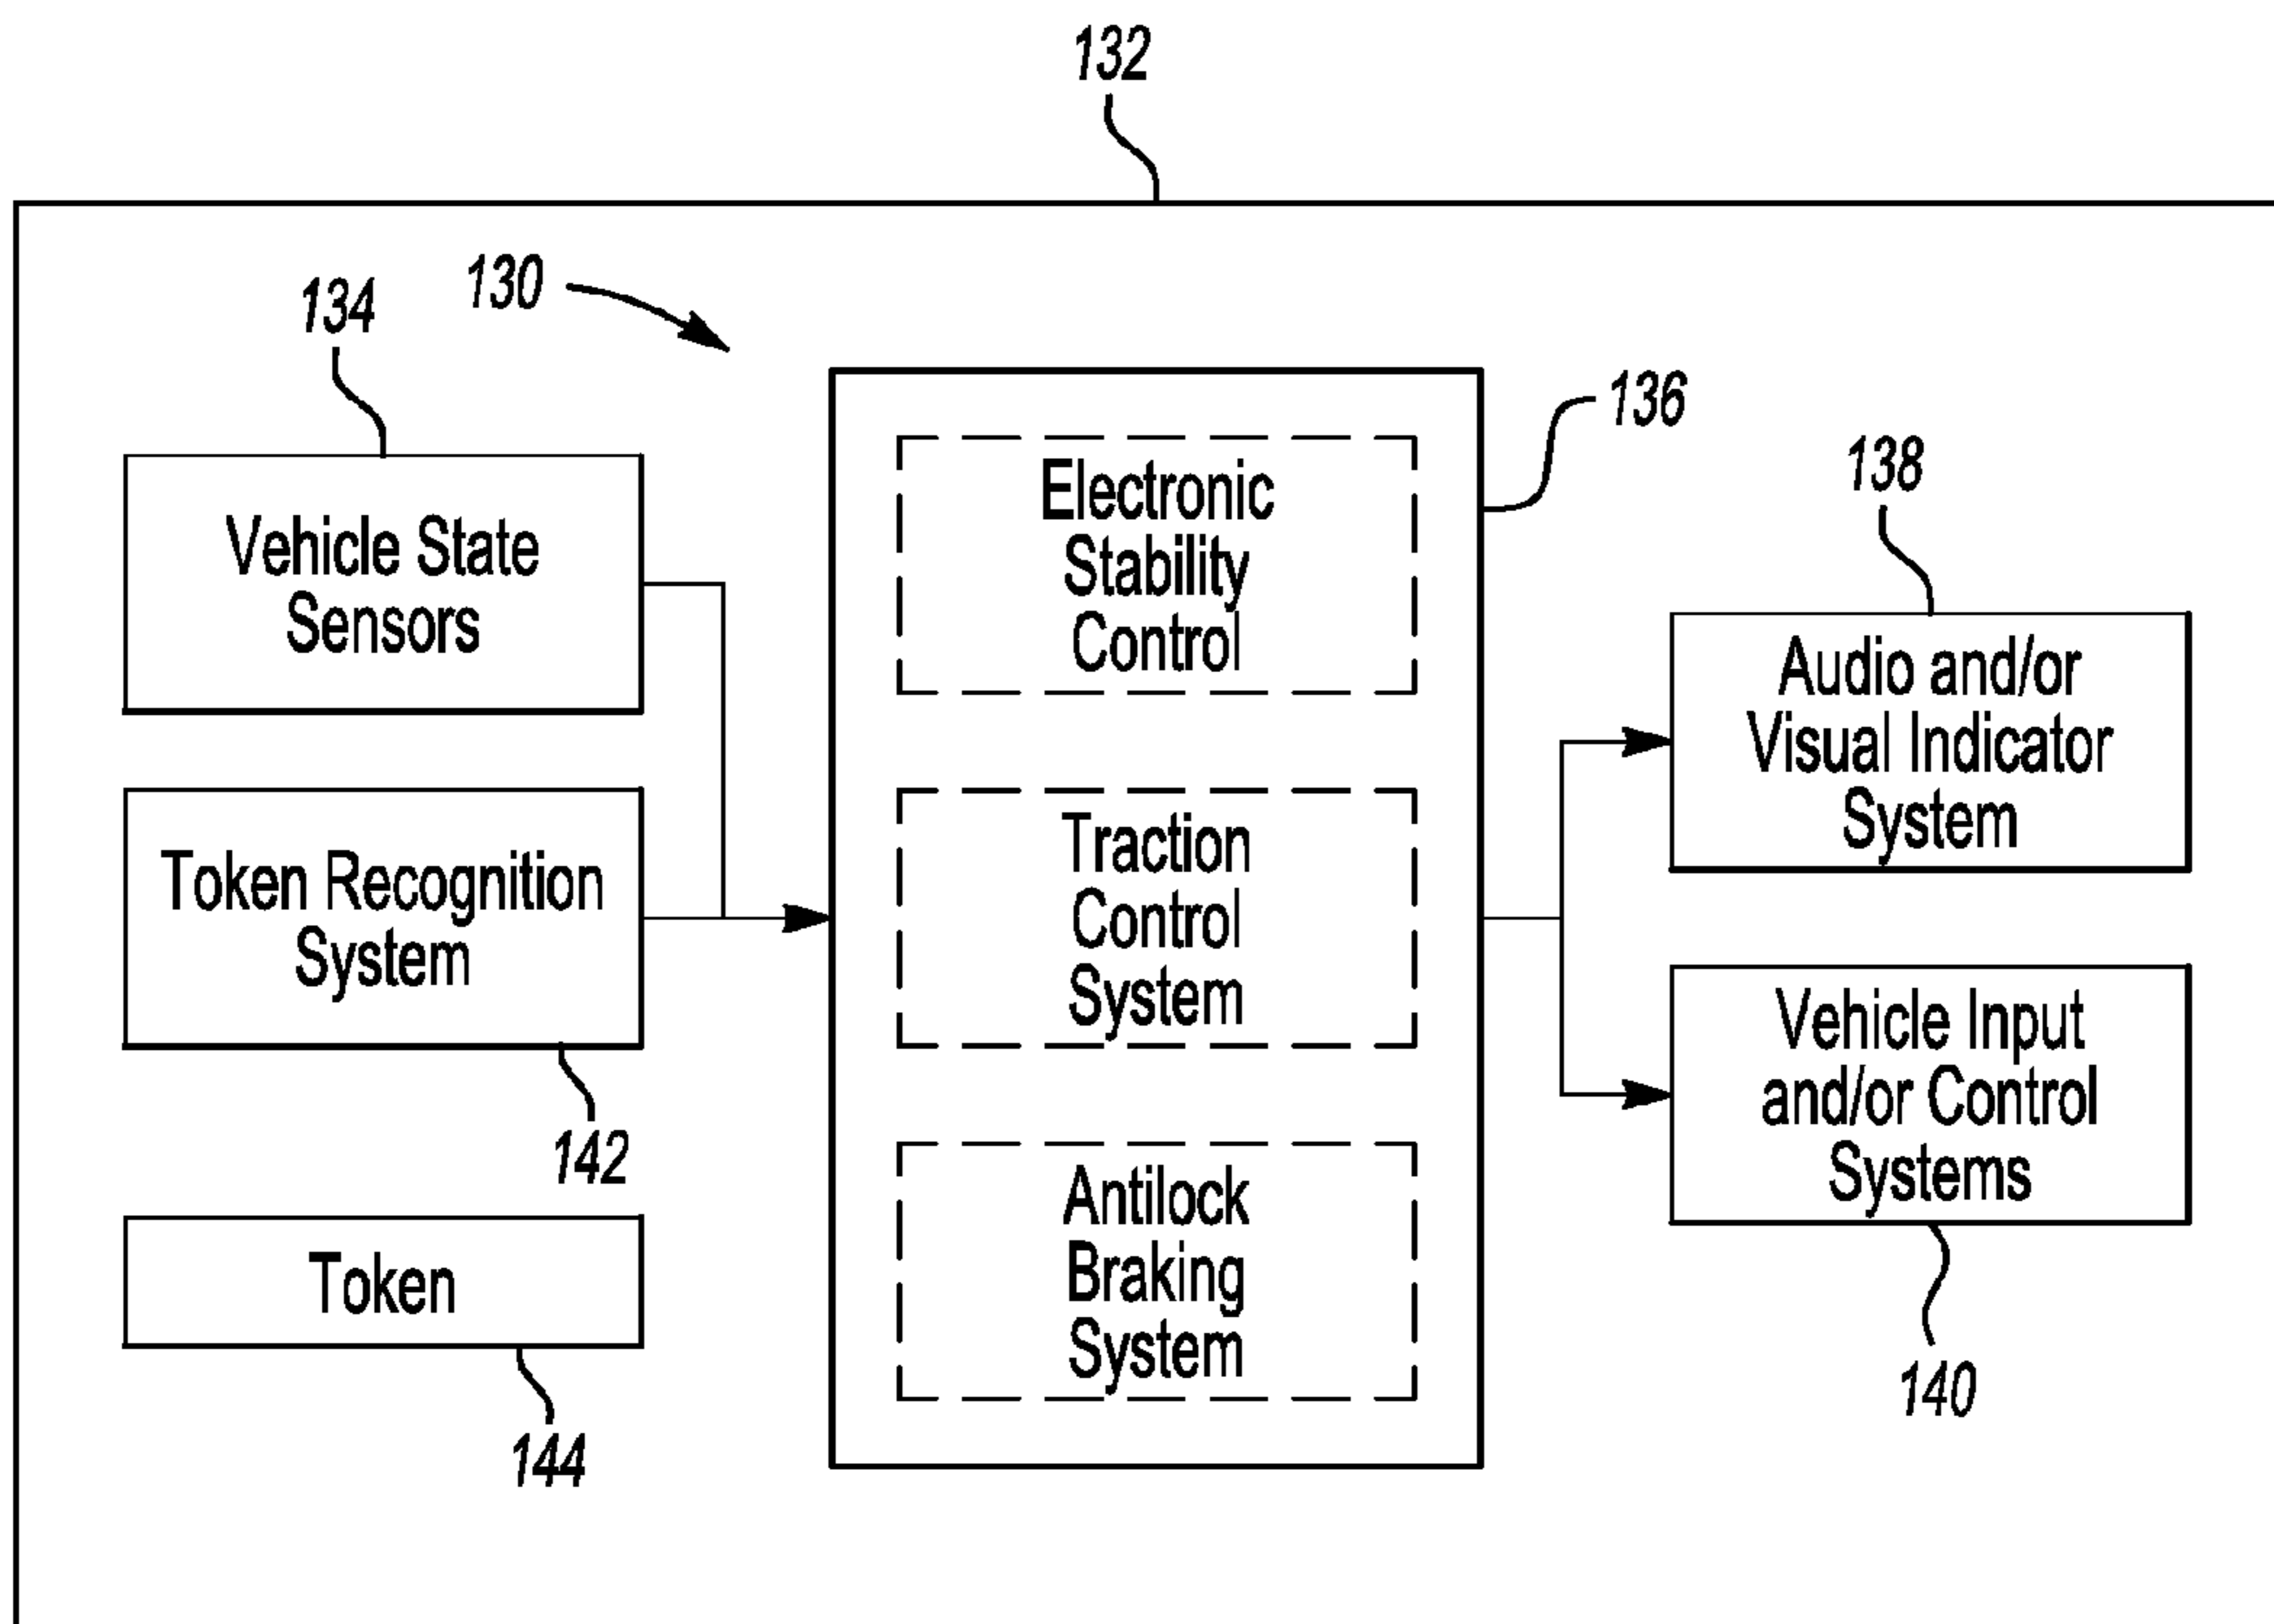 132
130
134
Vehicle State
Sensors
Token Recognition
System
142
Token
144
136
Electronic
Stability
Control
Traction
Control
System
Antilock
Braking
System
138
Audio and/or
Visual Indicator
System
Vehicle Input
and/or Control
Systems
140